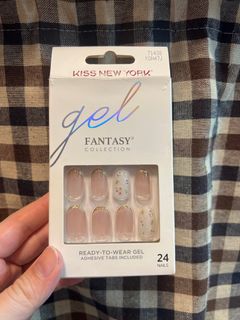 KISS NEW YORK®
gel
FANTASY®
COLLECTION
READY-TO-WEAR GEL
ADHESIVE TABS INCLUDED
24
NAILS